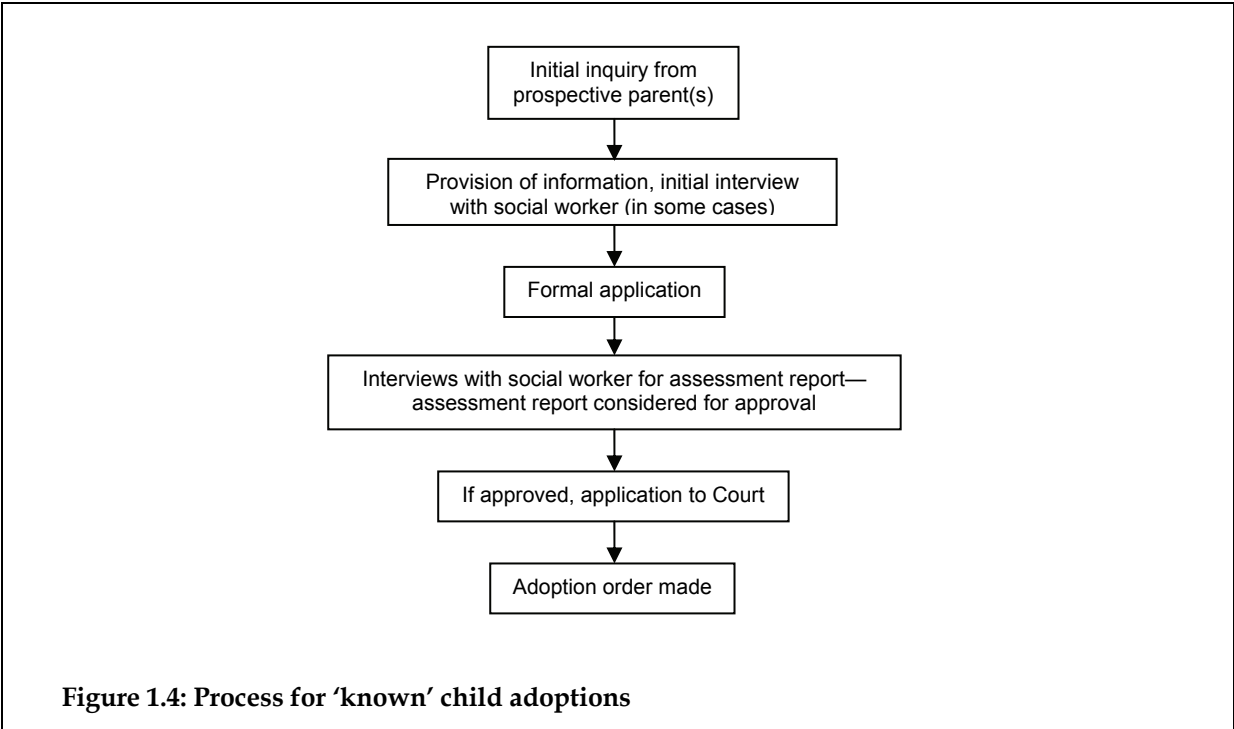 Initial inquiry from
prospective parent(s)
Provision of information, initial interview
with social worker (in some cases)
Formal application
Interviews with social worker for assessment report—
assessment report considered for approval
If approved, application to Court
Adoption order made
Figure 1.4: Process for ‘known’ child adoptions